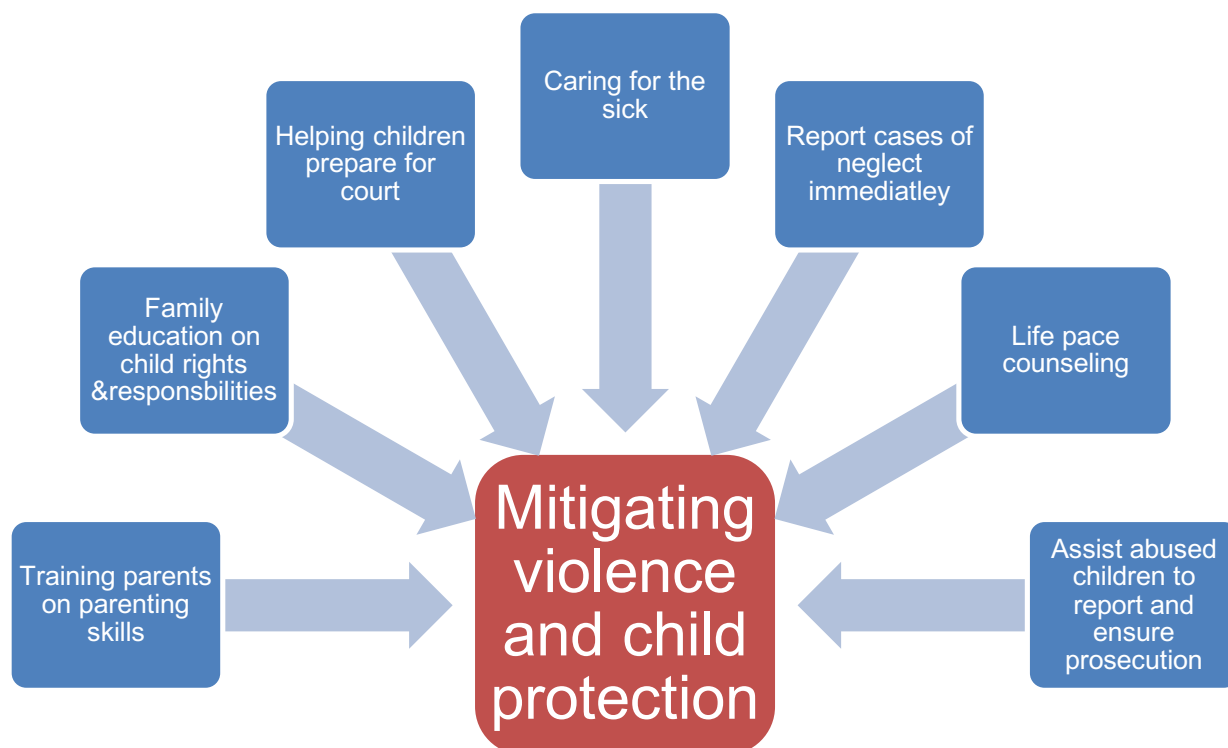 Caring for the
sick
Helping children
prepare for
court
Report cases of
neglect
immediatley
Family
education on
child rights
&responsbilities
Life pace
counseling
Training parents
on parenting
skills
Mitigating
violence
and child
protection
Assist abused
children to
report and
ensure
prosecution